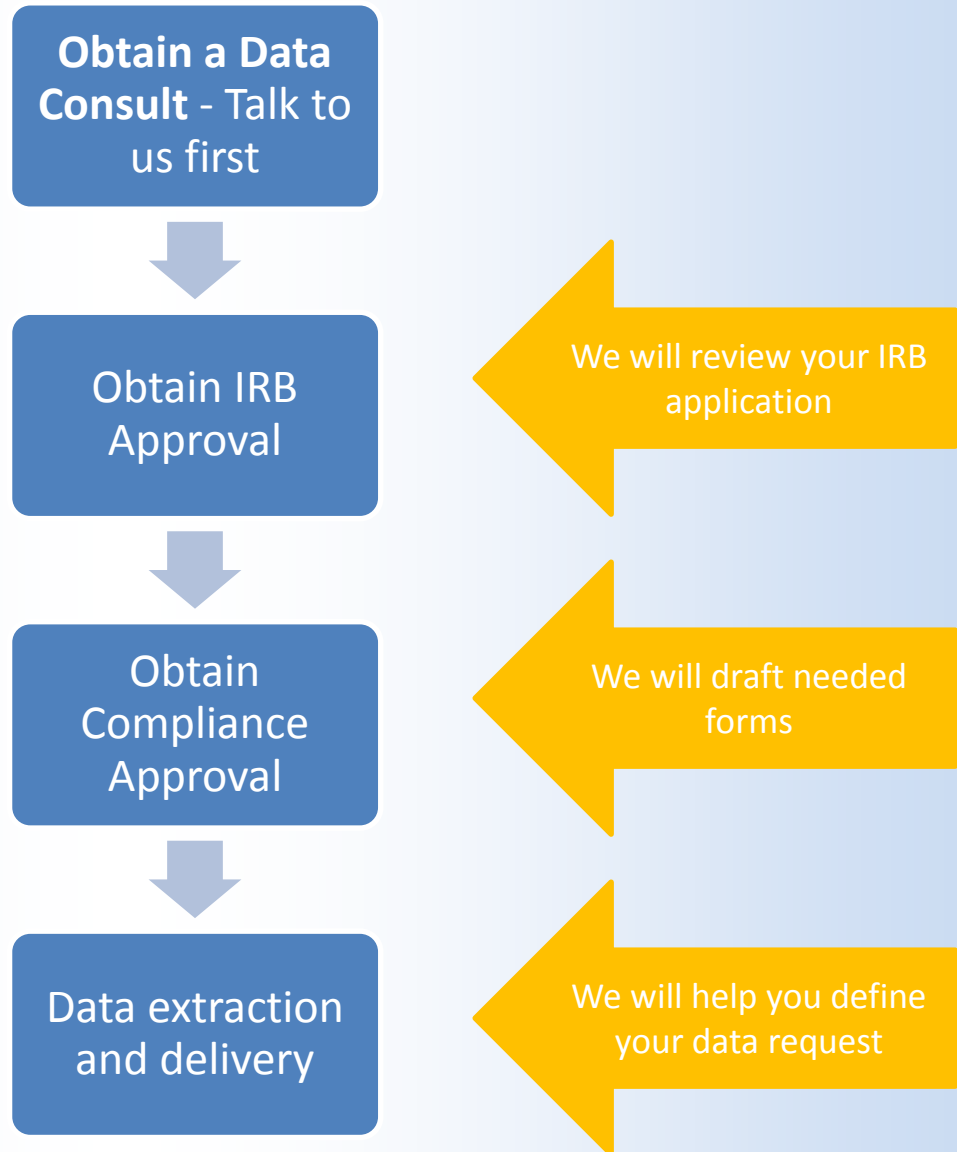 Obtain a Data
Consult - Talk to
us first
Obtain IRB
Approval
We will review your IRB
application
Obtain
Compliance
Approval
We will draft needed
forms
Data extraction
and delivery
We will help you define
your data request